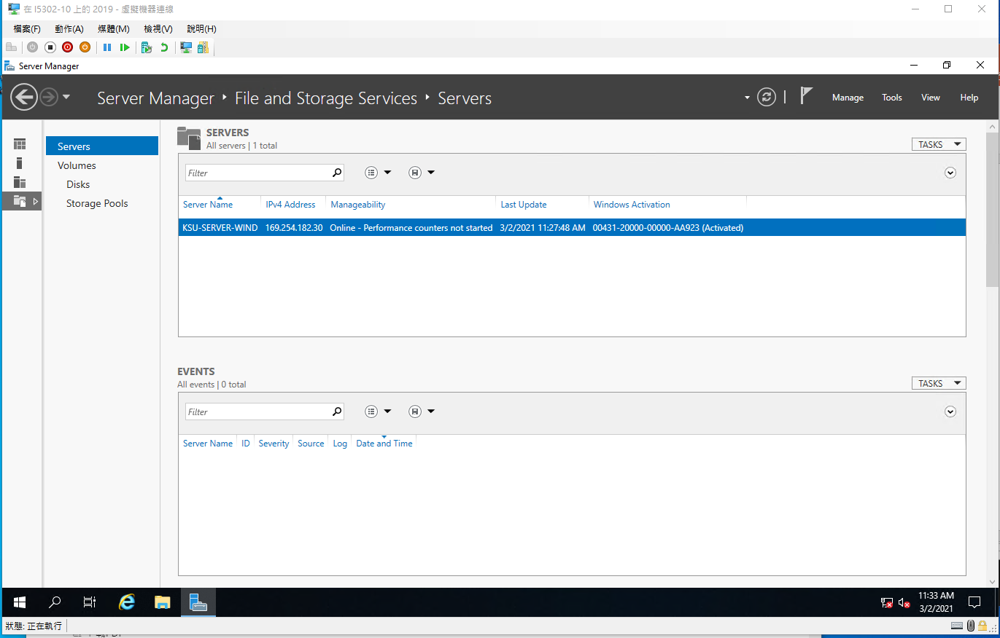 在 I5302-10 上的 2019 - 虛擬機器連線
檔案(F) 動作(A) 媒體(M) 檢視(V) 說明(H)
Server Manager
Server Manager ‣ File and Storage Services ‣ Servers
Manage Tools View Help
Servers
Volumes
Disks
Storage Pools
SERVERS
All servers | 1 total
TASKS
Filter
Server Name IPv4 Address Manageability Last Update Windows Activation
KSU-SERVER-WIND 169.254.182.30 Online - Performance counters not started 3/2/2021 11:27:48 AM 00431-20000-00000-AA923 (Activated)
EVENTS
All events | 0 total
TASKS
Filter
Server Name ID Severity Source Log Date and Time
11:33 AM
3/2/2021
狀態: 正在執行